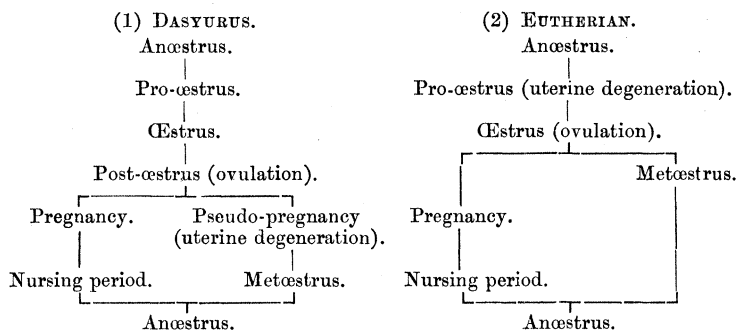 (1) DASYURUS.
Anœstrus.
Pro-œstrus.
Œstrus.
Post-œstrus (ovulation).
Pregnancy. Pseudo-pregnancy
(uterine degeneration).
Nursing period. Metœstrus.
Anœstrus.
(2) EUTHERIAN.
Anœstrus.
Pro-œstrus (uterine degeneration).
Œstrus (ovulation).
Metœstrus.
Pregnancy.
Nursing period.
Anœstrus.